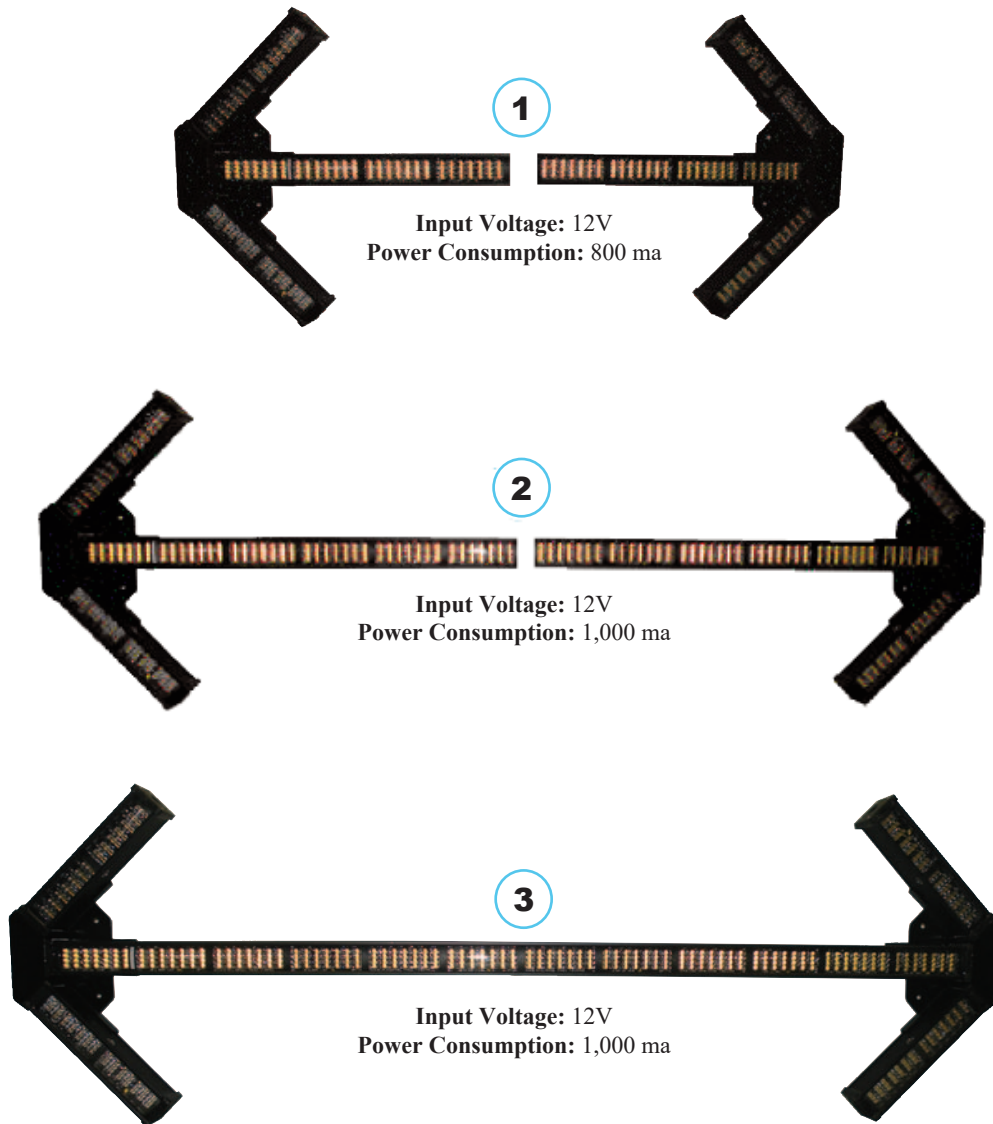 1
Input Voltage: 12V
Power Consumption: 800 ma
2
Input Voltage: 12V
Power Consumption: 1,000 ma
3
Input Voltage: 12V
Power Consumption: 1,000 ma